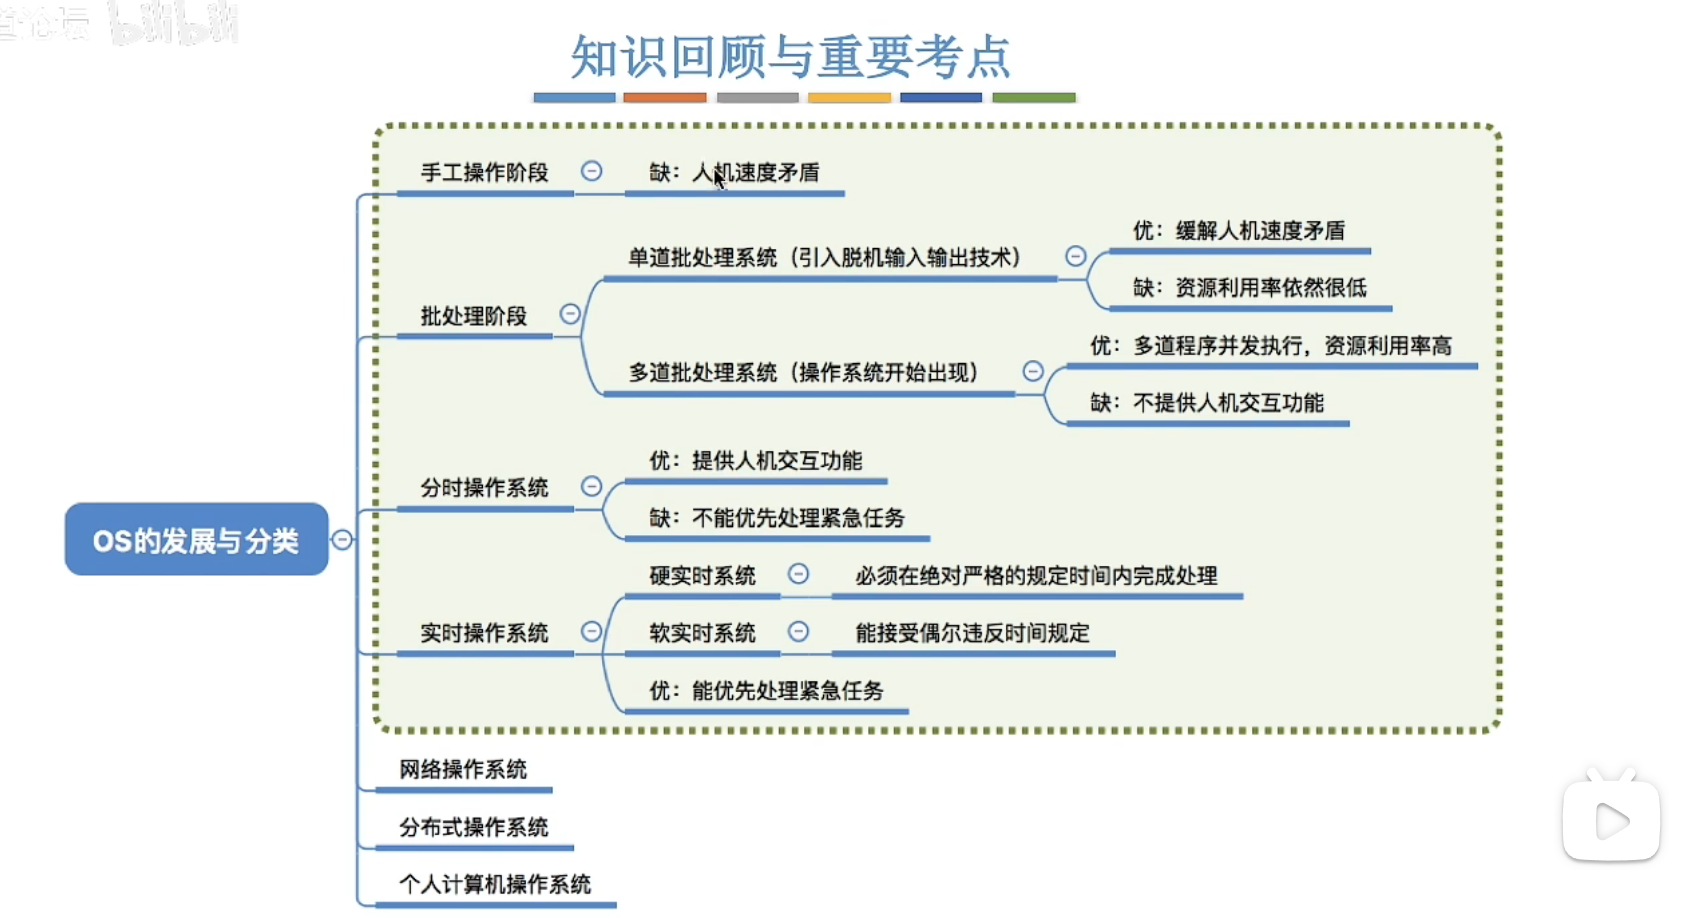 道论坛 bilibili
知识回顾与重要考点
手工操作阶段
缺：人机速度矛盾
批处理阶段
单道批处理系统（引入脱机输入输出技术）
优：缓解人机速度矛盾
缺：资源利用率依然很低
多道批处理系统（操作系统开始出现）
优：多道程序并发执行，资源利用率高
缺：不提供人机交互功能
OS的发展与分类
分时操作系统
优：提供人机交互功能
缺：不能优先处理紧急任务
实时操作系统
硬实时系统
必须在绝对严格的规定时间内完成处理
软实时系统
能接受偶尔违反时间规定
优：能优先处理紧急任务
网络操作系统
分布式操作系统
个人计算机操作系统